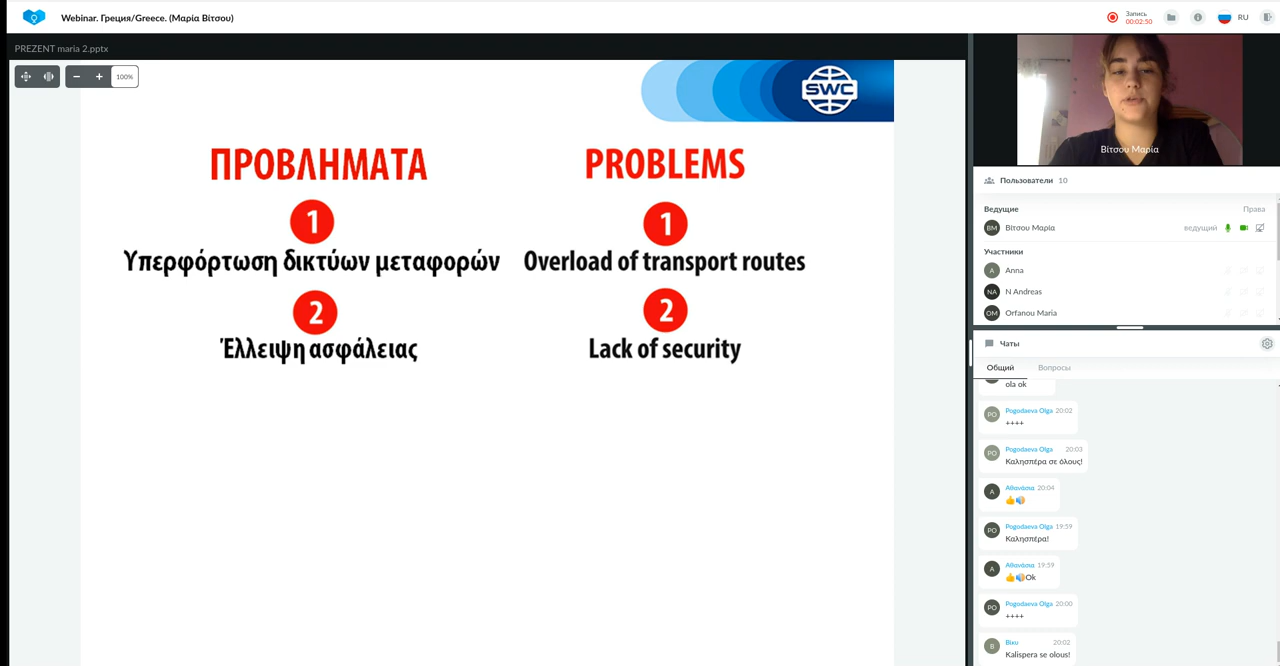 Webinar. Греция/Greece. (Μαρία Βίτσου)
Запись
00:02:50
RU
PREZENT maria 2.pptx
100%
SWC
ΠΡΟΒΛΗΜΑΤΑ
1
Υπερφόρτωση δικτύων μεταφορών
2
Έλλειψη ασφάλειας
PROBLEMS
1
Overload of transport routes
2
Lack of security
Βίτσου Μαρία
Пользователи 10
Ведущие Права
ВМ Βίτσου Μαρία ведущий
Участники
A Anna
NA N Andreas
OM Orfanou Maria
Чаты
Общий Вопросы
ola ok
PO Pogodaeva Olga 20:02
++++
PO Pogodaeva Olga 20:03
Καλησπέρα σε όλους!
A Αθανάσια 20:04
👍
PO Pogodaeva Olga 19:59
Καλησπέρα!
A Αθανάσια 19:59
👍Ok
PO Pogodaeva Olga 20:00
++++
B Βίκυ 20:02
Kalispera se olous!